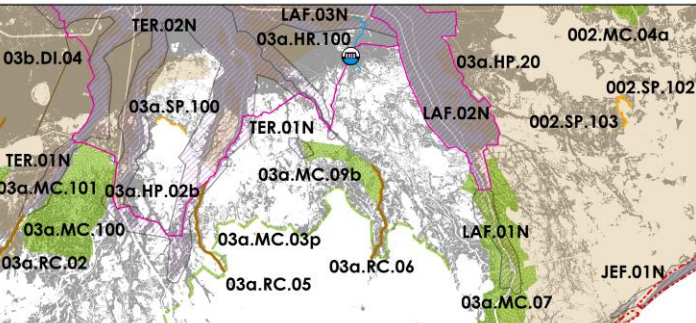 LAF.03N
TER.02N
03a.HR.100
002.MC.04a
03b.DI.04
03a.HP.20
002.SP.102
03a.SP.100
LAF.02N
002.SP.103
TER.01N
TER.01N
03a.MC.09b
03a.MC.101
03a.HP.02b
03a.MC.100
03a.MC.03p
LAF.01N
03a.RC.02
03a.RC.06
JEF.01N
03a.RC.05
03a.MC.07